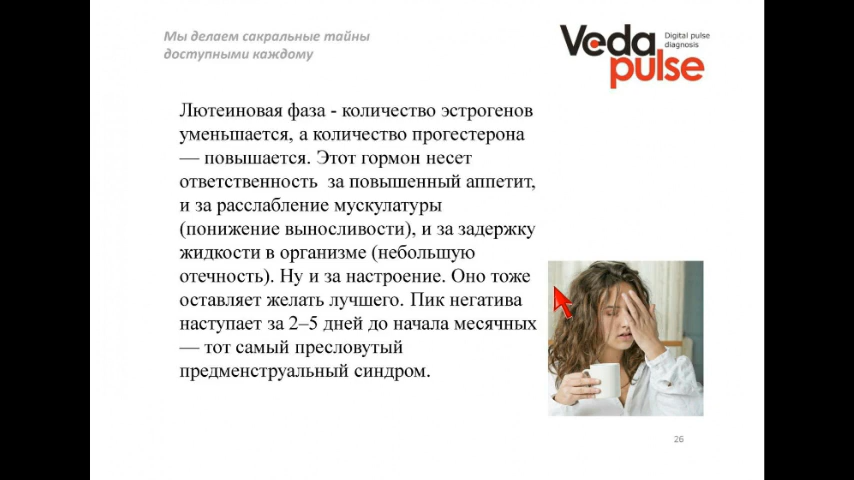 Мы делаем сакральные тайны
доступными каждому
Veda
pulse
Digital pulse
diagnosis
Лютеиновая фаза - количество эстрогенов
уменьшается, а количество прогестерона
— повышается. Этот гормон несет
ответственность за повышенный аппетит,
и за расслабление мускулатуры
(понижение выносливости), и за задержку
жидкости в организме (небольшую
отечность). Ну и за настроение. Оно тоже
оставляет желать лучшего. Пик негатива
наступает за 2–5 дней до начала месячных
— тот самый пресловутый
предменструальный синдром.
26